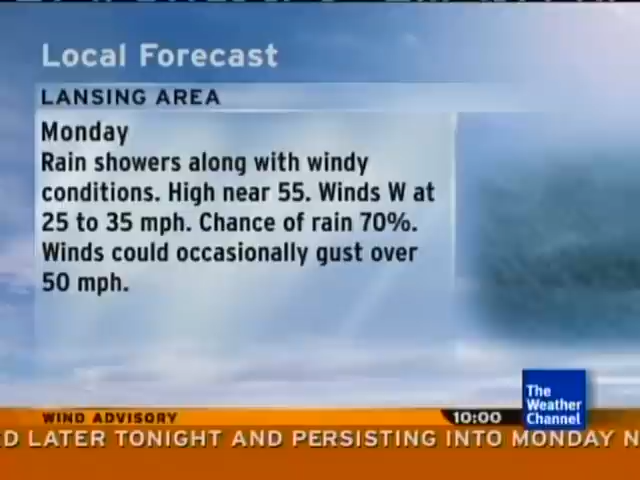 Local Forecast
LANSING AREA
Monday
Rain showers along with windy
conditions. High near 55. Winds W at
25 to 35 mph. Chance of rain 70%.
Winds could occasionally gust over
50 mph.
The
Weather
Channel
WIND ADVISORY
10:00
D LATER TONIGHT AND PERSISTING INTO MONDAY N